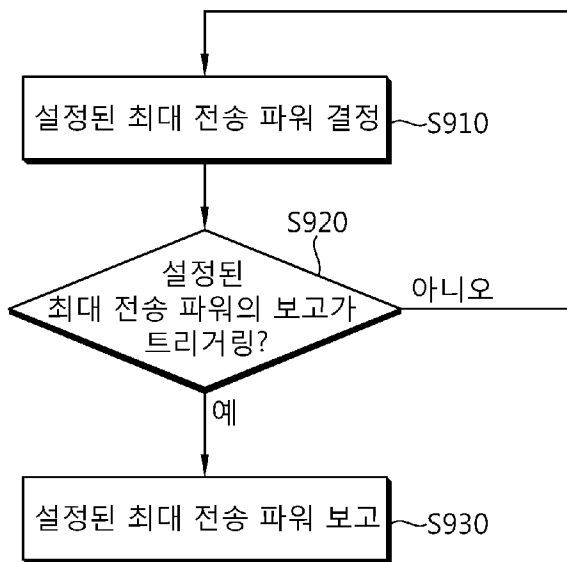 설정된 최대 전송 파워 결정
S910
S920
설정된
최대 전송 파워의 보고가
트리거링?
아니오
예
설정된 최대 전송 파워 보고
S930